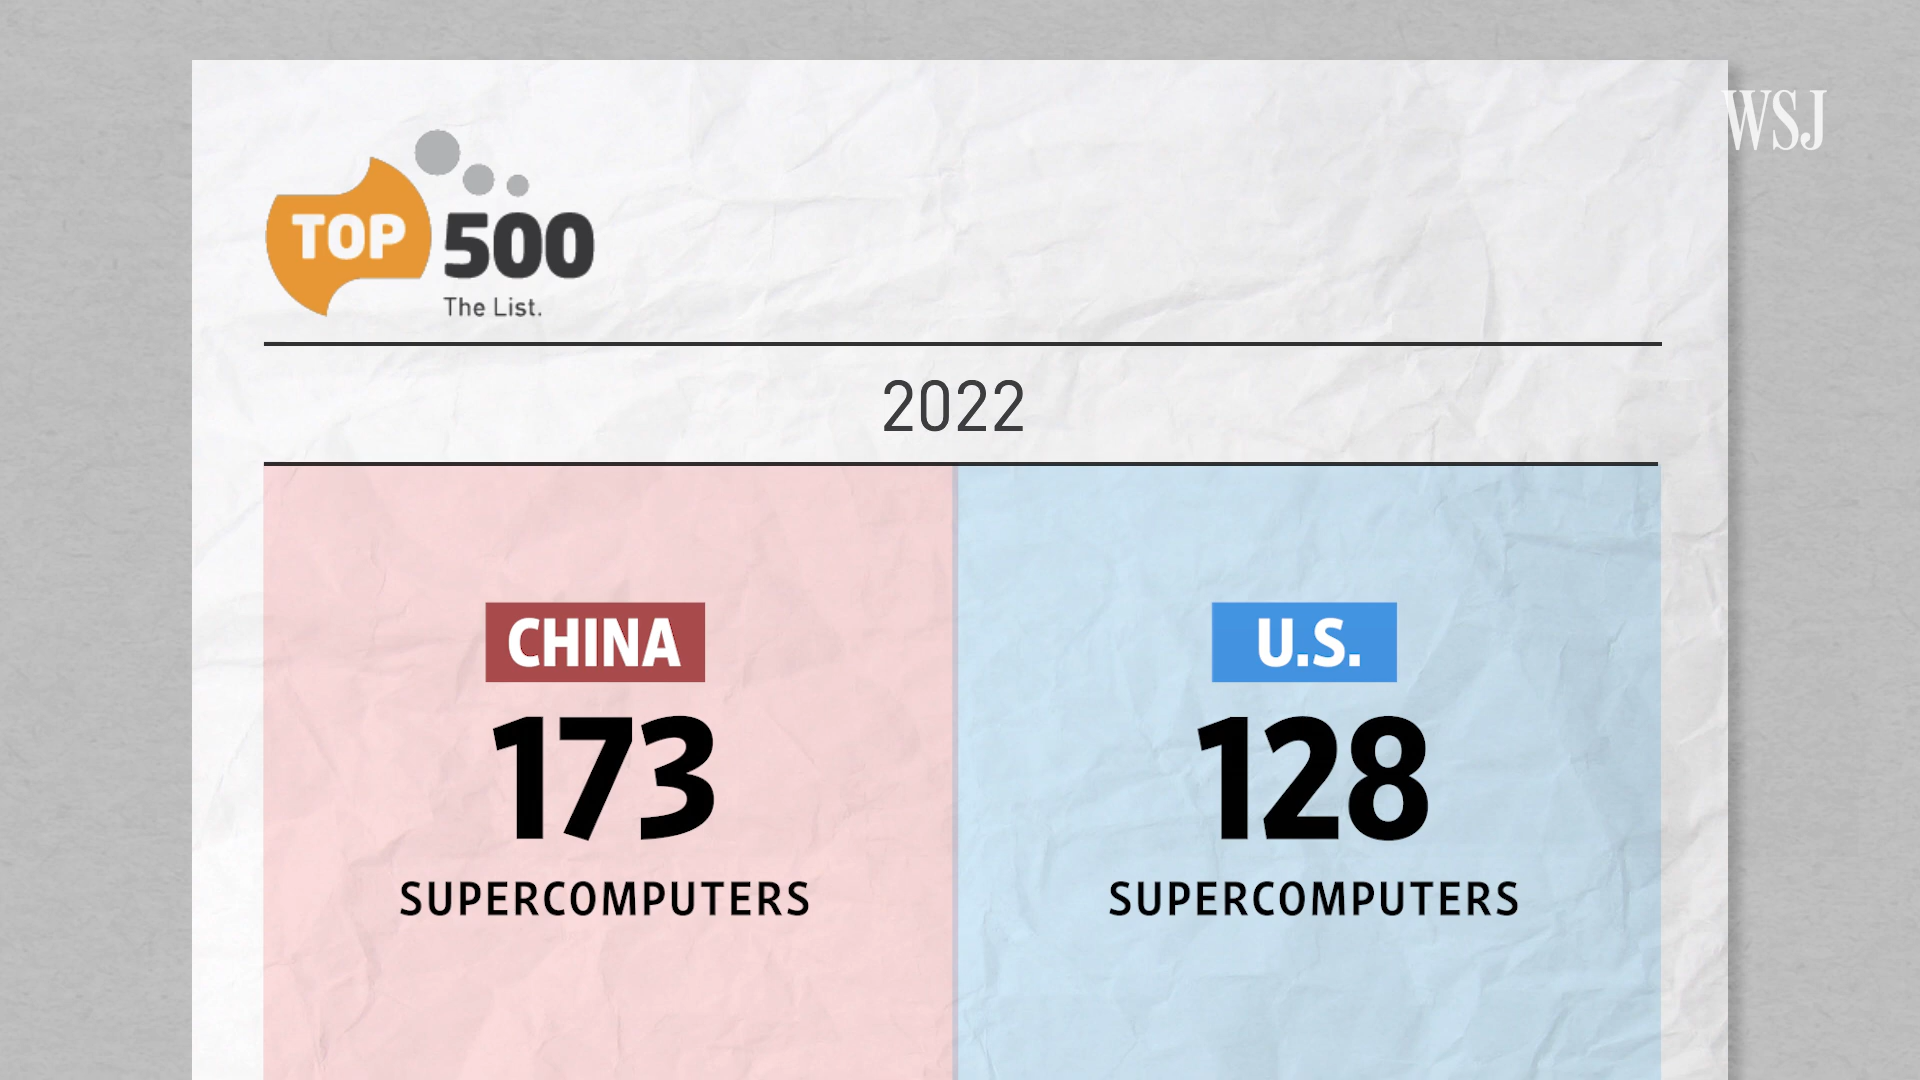 WSJ
TOP 500
The List.
2022
CHINA
173
SUPERCOMPUTERS
U.S.
128
SUPERCOMPUTERS